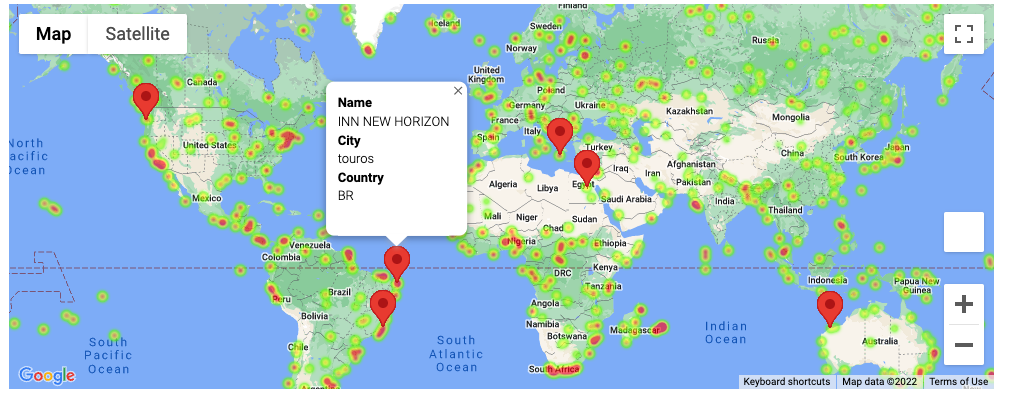 Map
Satellite
Finland
Iceland
Sweden
Russia
Norway
Canada
United
Kingdom
Poland
Germany
Ukraine
Kazakhstan
Mongolia
France
Italy
Spain
Turkey
North
Pacific
Ocean
United States
China
Japan
South Korea
Iraq
Iran
Afghanistan
Pakistan
Algeria
Libya
Egypt
Saudi Arabia
India
Mexico
Thailand
Mali
Niger
Chad
Sudan
Nigeria
Ethiopia
Venezuela
Colombia
DRC
Kenya
Indonesia
Papua New
Guinea
Tanzania
Peru
Brazil
Angola
Bolivia
Namibia
Botswana
Madagascar
Indian
Ocean
Australia
Chile
South
Pacific
Ocean
South
Atlantic
Ocean
South Africa
Argentina
Name
INN NEW HORIZON
City
touros
Country
BR
Google
Keyboard shortcuts
Map data ©2022
Terms of Use